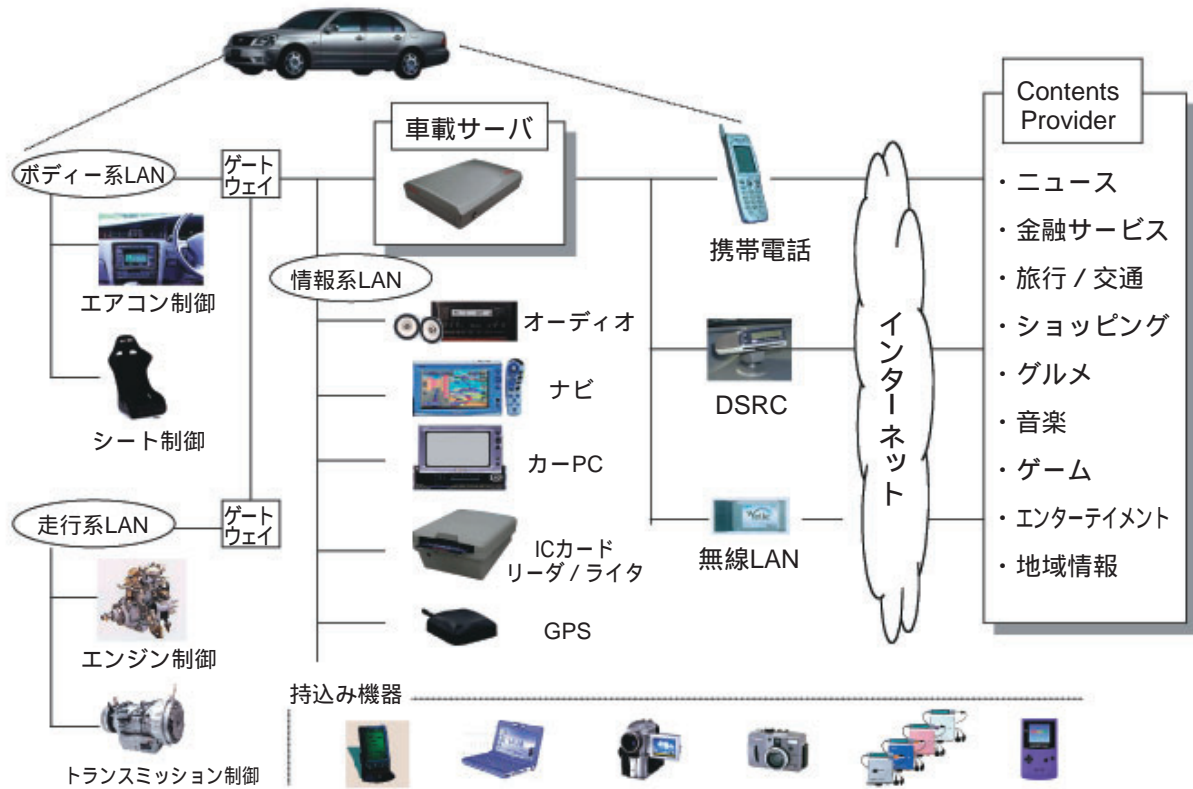 車載サーバ
Contents
Provider
ボディー系LAN
ゲート
ウェイ
エアコン制御
シート制御
走行系LAN
ゲート
ウェイ
エンジン制御
トランスミッション制御
情報系LAN
オーディオ
ナビ
カーPC
ICカード
リーダ / ライタ
GPS
携帯電話
DSRC
無線LAN
インターネット
・ニュース
・金融サービス
・旅行 / 交通
・ショッピング
・グルメ
・音楽
・ゲーム
・エンターテイメント
・地域情報
持込み機器